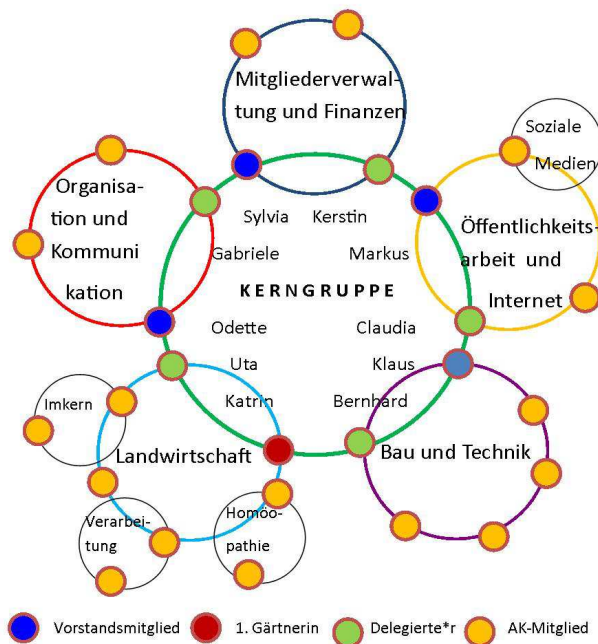 Mitgliederverwal-
tung und Finanzen
Soziale
Medien
Organisa-
tion und
Kommuni
kation
Öffentlichkeits-
arbeit und
Internet
Sylvia Kerstin
Gabriele Markus
KERNGRUPPE
Odette Claudia
Uta Klaus
Katrin Bernhard
Imkern
Landwirtschaft
Bau und Technik
Verarbei-
tung
Homöo-
pathie
Vorstandsmitglied 1. Gärtnerin Delegierte*r AK-Mitglied